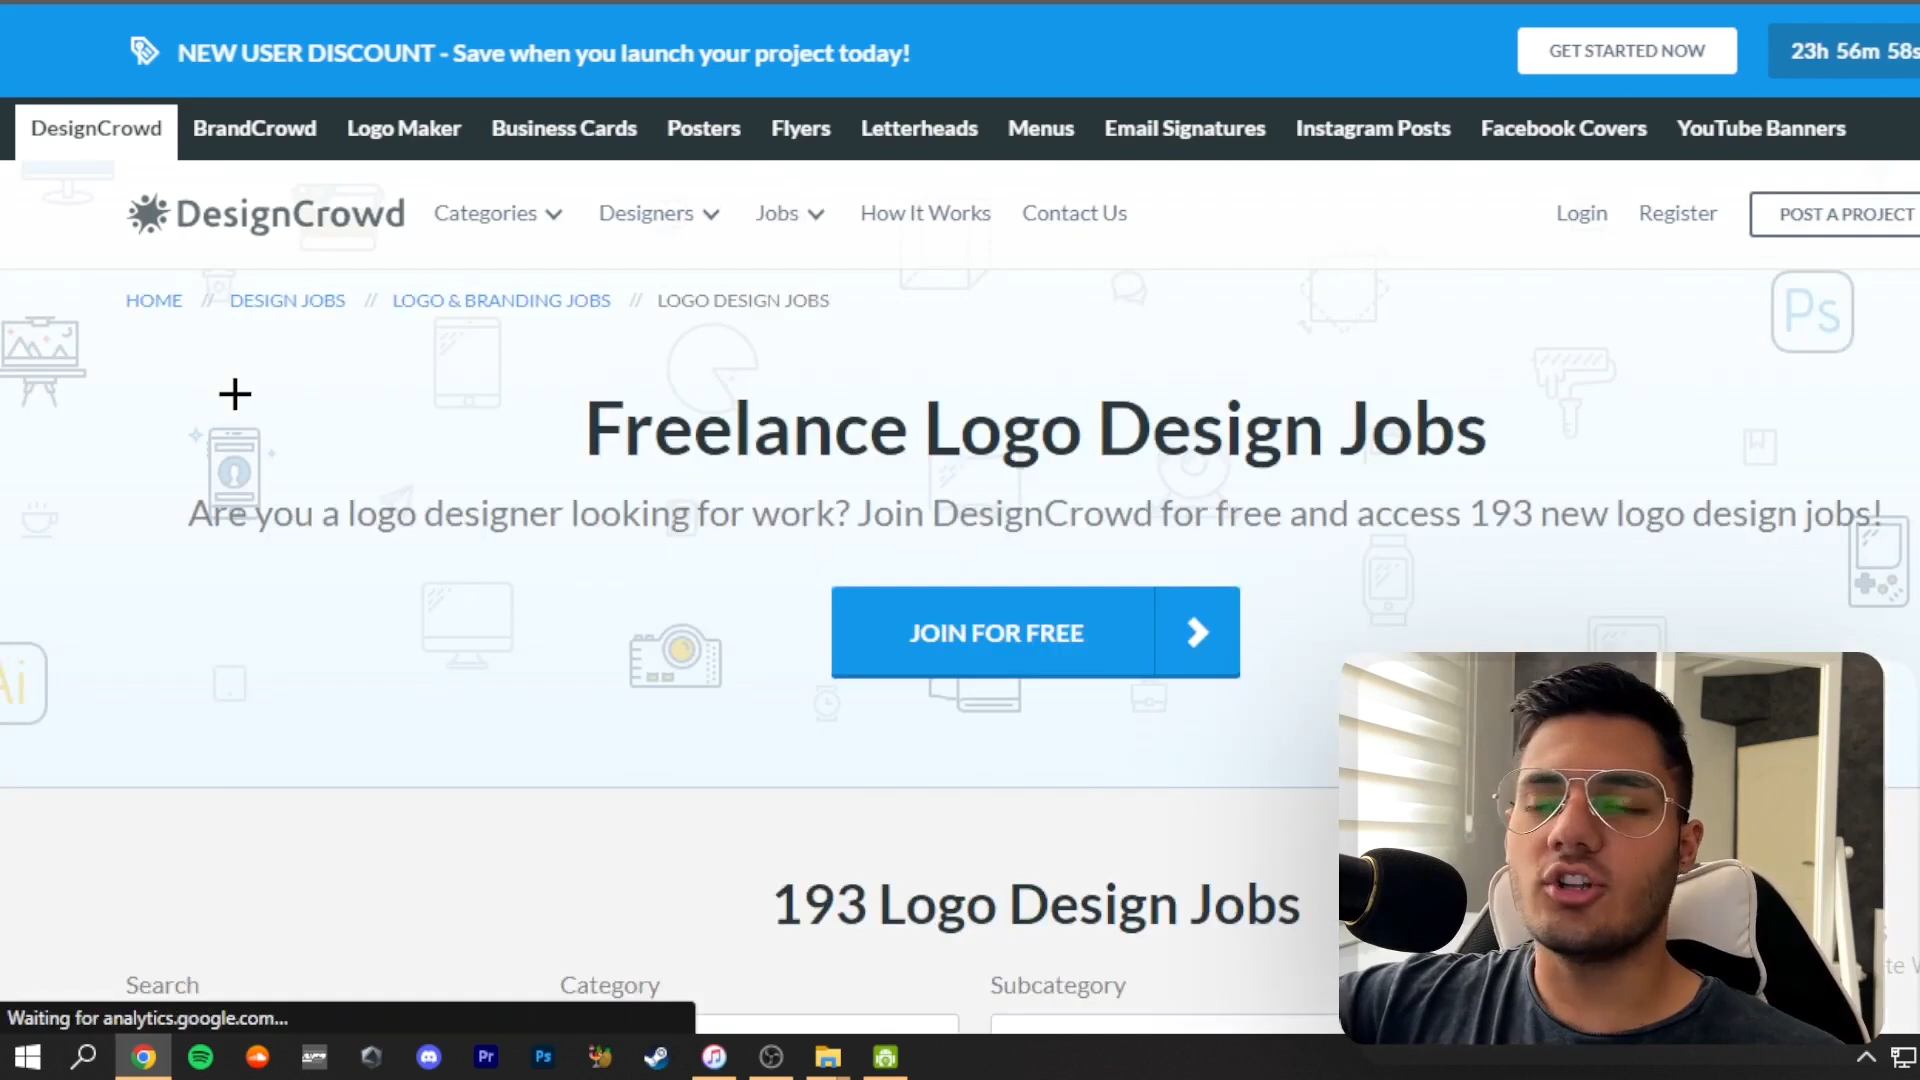 NEW USER DISCOUNT - Save when you launch your project today!
GET STARTED NOW
23h 56m 58s
DesignCrowd
BrandCrowd
Logo Maker
Business Cards
Posters
Flyers
Letterheads
Menus
Email Signatures
Instagram Posts
Facebook Covers
YouTube Banners
DesignCrowd
Categories
Designers
Jobs
How It Works
Contact Us
Login
Register
POST A PROJECT
HOME // DESIGN JOBS // LOGO & BRANDING JOBS // LOGO DESIGN JOBS
Ps
Freelance Logo Design Jobs
Are you a logo designer looking for work? Join DesignCrowd for free and access 193 new logo design jobs!
JOIN FOR FREE
Ai
193 Logo Design Jobs
Search
Category
Subcategory
Waiting for analytics.google.com...
Pr
Ps